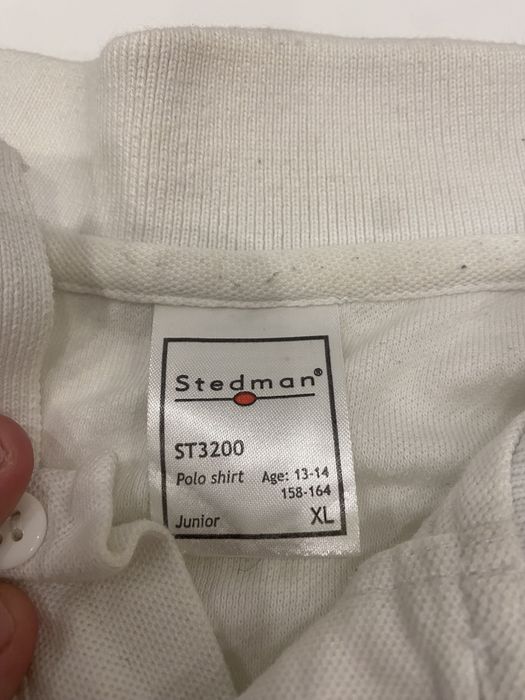 Stedman®
ST3200
Polo shirt Age: 13-14
158-164
Junior XL